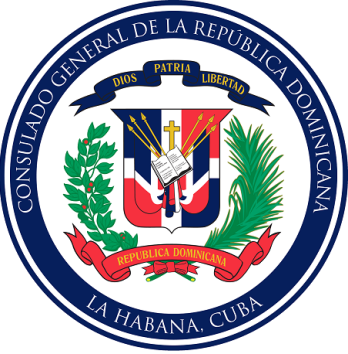 CONSULADO GENERAL DE LA REPÚBLICA DOMINICANA
DIOS PATRIA LIBERTAD
REPUBLICA DOMINICANA
LA HABANA, CUBA